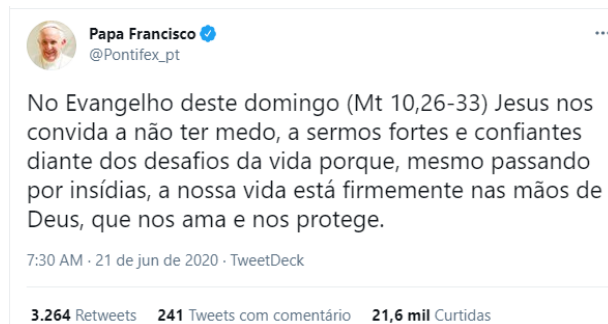 Papa Francisco
@Pontifex_pt
No Evangelho deste domingo (Mt 10,26-33) Jesus nos
convida a não ter medo, a sermos fortes e confiantes
diante dos desafios da vida porque, mesmo passando
por insídias, a nossa vida está firmemente nas mãos de
Deus, que nos ama e nos protege.
7:30 AM · 21 de jun de 2020 · TweetDeck
3.264 Retweets 241 Tweets com comentário 21,6 mil Curtidas